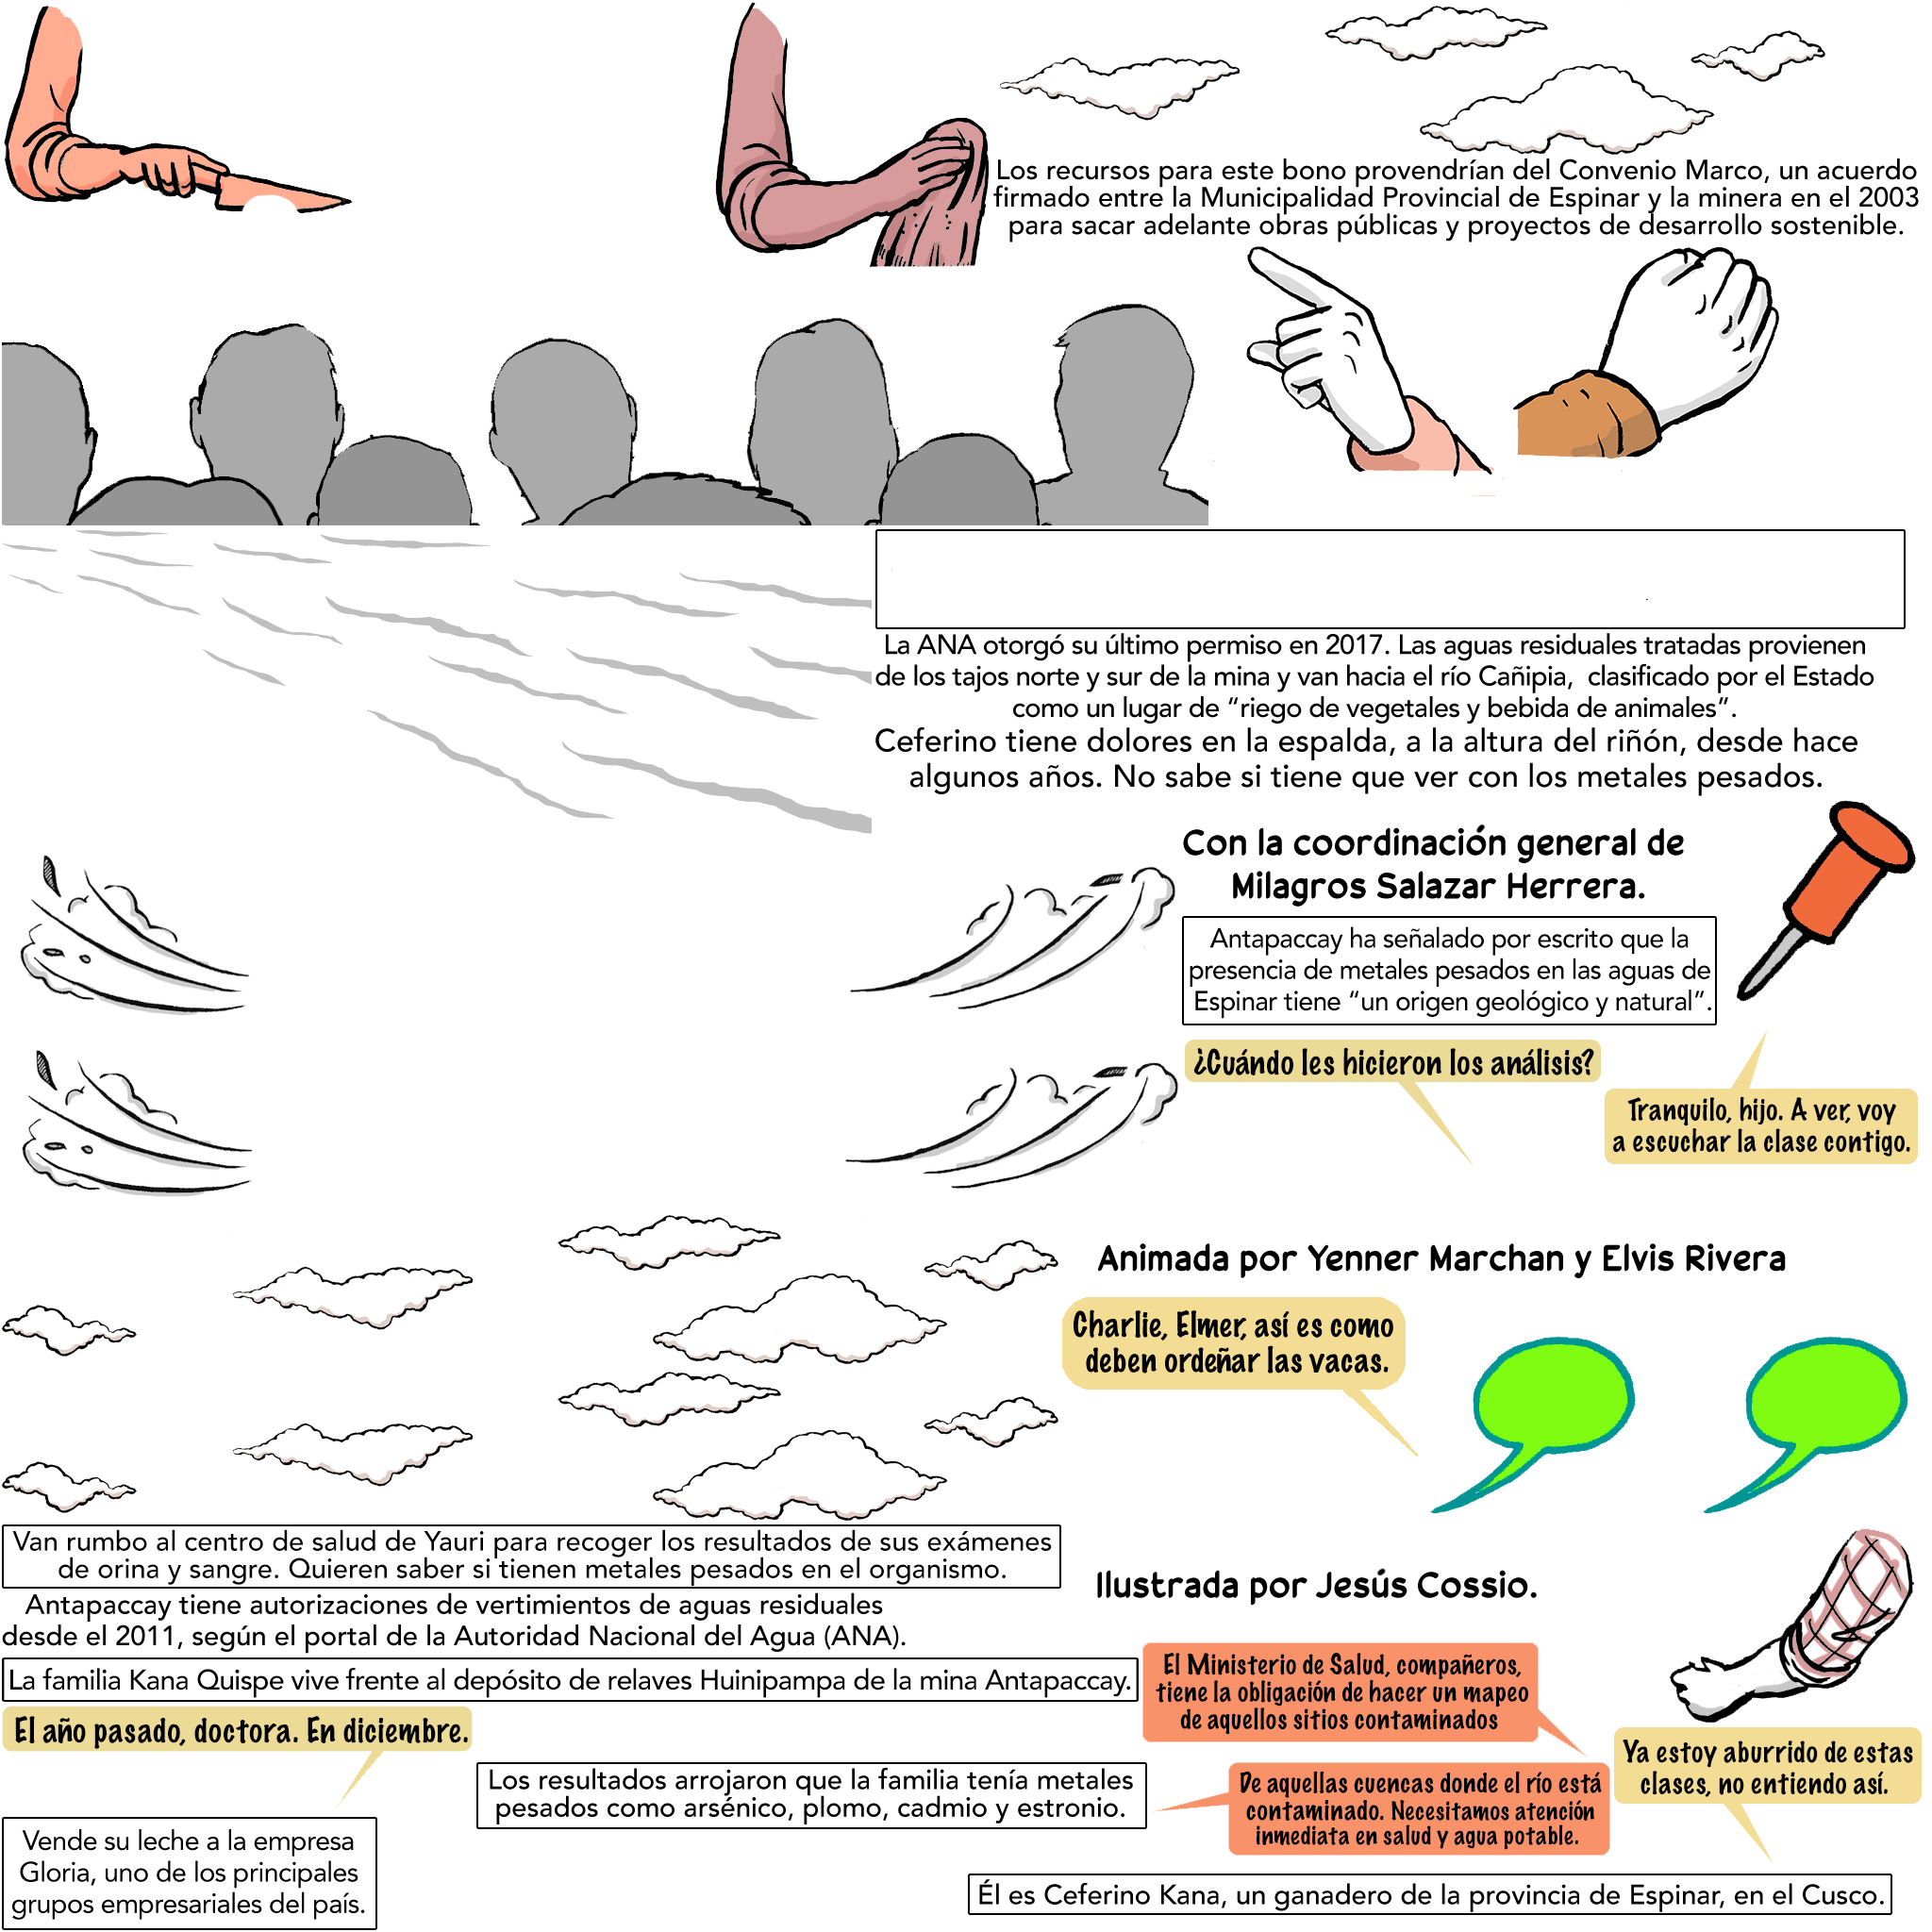 Los recursos para este bono provendrían del Convenio Marco, un acuerdo
firmado entre la Municipalidad Provincial de Espinar y la minera en el 2003
para sacar adelante obras públicas y proyectos de desarrollo sostenible.
La ANA otorgó su último permiso en 2017. Las aguas residuales tratadas provienen
de los tajos norte y sur de la mina y van hacia el río Cañipia, clasificado por el Estado
como un lugar de “riego de vegetales y bebida de animales”.
Ceferino tiene dolores en la espalda, a la altura del riñón, desde hace
algunos años. No sabe si tiene que ver con los metales pesados.
Con la coordinación general de
Milagros Salazar Herrera.
Antapaccay ha señalado por escrito que la
presencia de metales pesados en las aguas de
Espinar tiene “un origen geológico y natural”.
¿Cuándo les hicieron los análisis?
Tranquilo, hijo. A ver, voy
a escuchar la clase contigo.
Animada por Yenner Marchan y Elvis Rivera
Charlie, Elmer, así es como
deben ordeñar las vacas.
Van rumbo al centro de salud de Yauri para recoger los resultados de sus exámenes
de orina y sangre. Quieren saber si tienen metales pesados en el organismo.
Ilustrada por Jesús Cossio.
Antapaccay tiene autorizaciones de vertimientos de aguas residuales
desde el 2011, según el portal de la Autoridad Nacional del Agua (ANA).
La familia Kana Quispe vive frente al depósito de relaves Huinipampa de la mina Antapaccay.
El Ministerio de Salud, compañeros,
tiene la obligación de hacer un mapeo
de aquellos sitios contaminados
El año pasado, doctora. En diciembre.
Ya estoy aburrido de estas
clases, no entiendo así.
Los resultados arrojaron que la familia tenía metales
pesados como arsénico, plomo, cadmio y estronio.
De aquellas cuencas donde el río está
contaminado. Necesitamos atención
inmediata en salud y agua potable.
Vende su leche a la empresa
Gloria, uno de los principales
grupos empresariales del país.
Él es Ceferino Kana, un ganadero de la provincia de Espinar, en el Cusco.